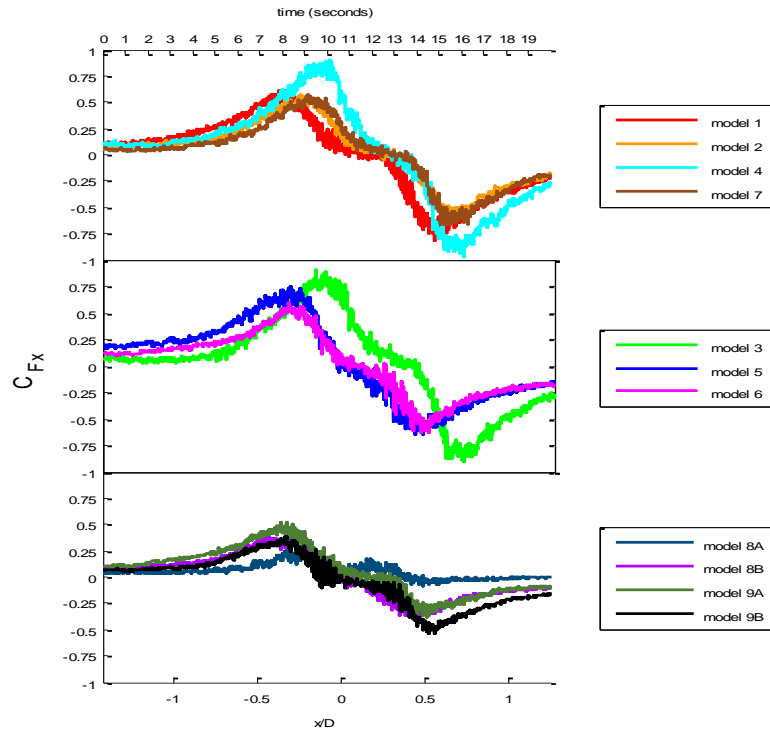 time (seconds)
0 1 2 3 4 5 6 7 8 9 10 11 12 13 14 15 16 17 18 19
1
0.75
0.5
0.25
0
-0.25
-0.5
-0.75
-1
model 1
model 2
model 4
model 7
0.75
0.5
0.25
0
-0.25
-0.5
-0.75
-1
C Fx
model 3
model 5
model 6
0.75
0.5
0.25
0
-0.25
-0.5
-0.75
-1
model 8A
model 8B
model 9A
model 9B
-1 -0.5 0 0.5 1
x/D